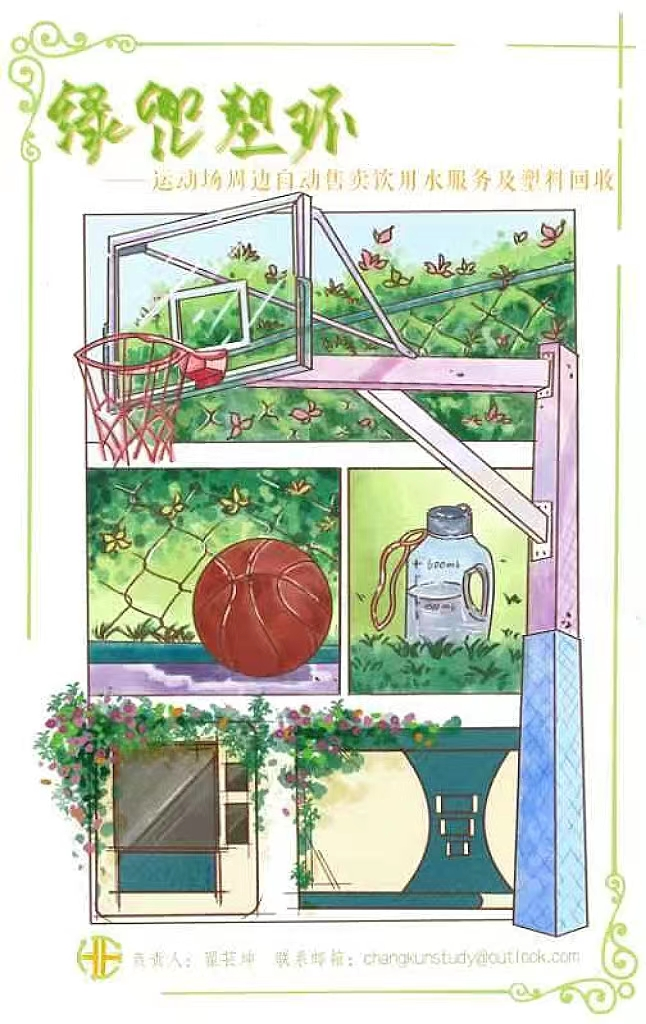 绿兜塑环
——运动场周边自动售卖饮用水服务及塑料回收
600ml
负责人: 联系邮箱: changkunstudy@outlook.com